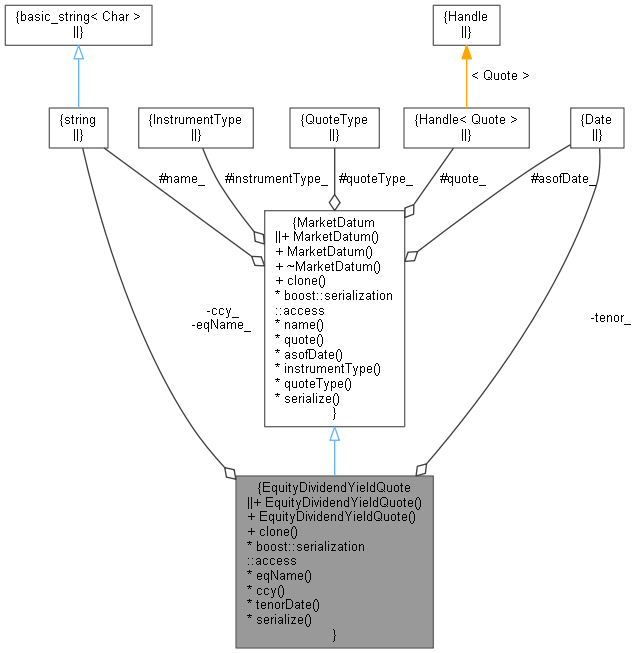 {basic_string< Char >
||}
{Handle
||}
< Quote >
{string
||}
{InstrumentType
||}
{QuoteType
||}
{Handle< Quote >
||}
{Date
||}
#name_
#instrumentType_
#quoteType_
#quote_
#asofDate_
{MarketDatum
||+ MarketDatum()
+ MarketDatum()
+ ~MarketDatum()
+ clone()
* boost::serialization
::access
* name()
* quote()
* asofDate()
* instrumentType()
* quoteType()
* serialize()
}
-ccy_
-eqName_
-tenor_
{EquityDividendYieldQuote
||+ EquityDividendYieldQuote()
+ EquityDividendYieldQuote()
+ clone()
* boost::serialization
::access
* eqName()
* ccy()
* tenorDate()
* serialize()
}